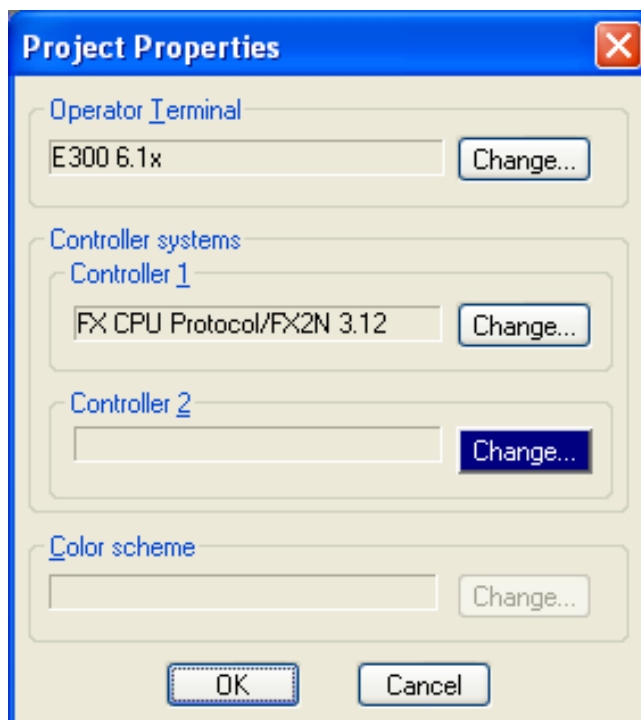 Project Properties
Operator Terminal
E300 6.1x
Change...
Controller systems
Controller 1
FX CPU Protocol/FX2N 3.12
Change...
Controller 2
Change...
Color scheme
Change...
OK
Cancel